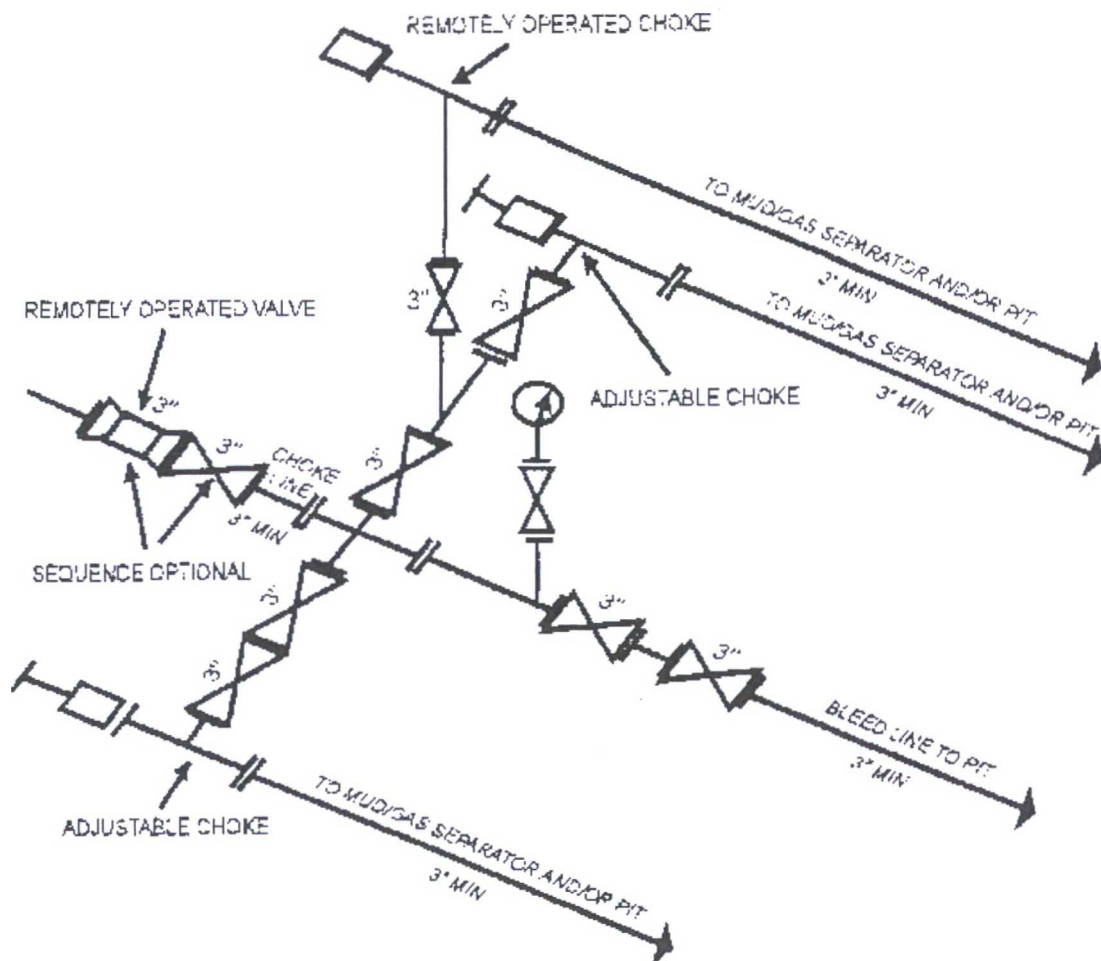 REMOTELY OPERATED CHOKE
TO MUD/GAS SEPARATOR AND/OR PIT
3" MIN
TO MUD/GAS SEPARATOR AND/OR PIT
3" MIN
3"
3"
REMOTELY OPERATED VALVE
ADJUSTABLE CHOKE
3"
3"
CHOKE
LINE
3" MIN
3"
SEQUENCE OPTIONAL
3"
3"
3"
3"
BLEED LINE TO PIT
3" MIN
ADJUSTABLE CHOKE
TO MUD/GAS SEPARATOR AND/OR PIT
3" MIN